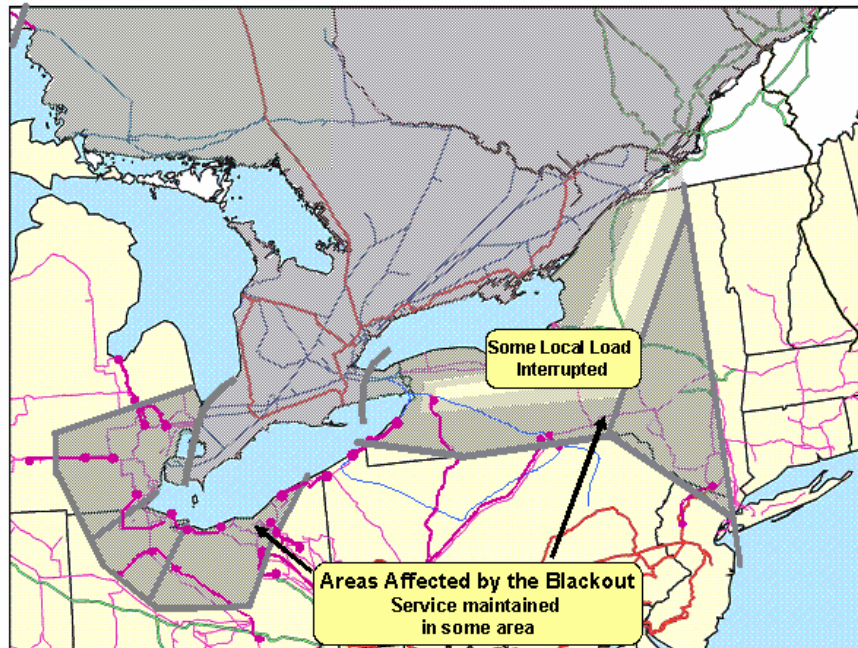 Some Local Load
Interrupted
Areas Affected by the Blackout
Service maintained
in some area